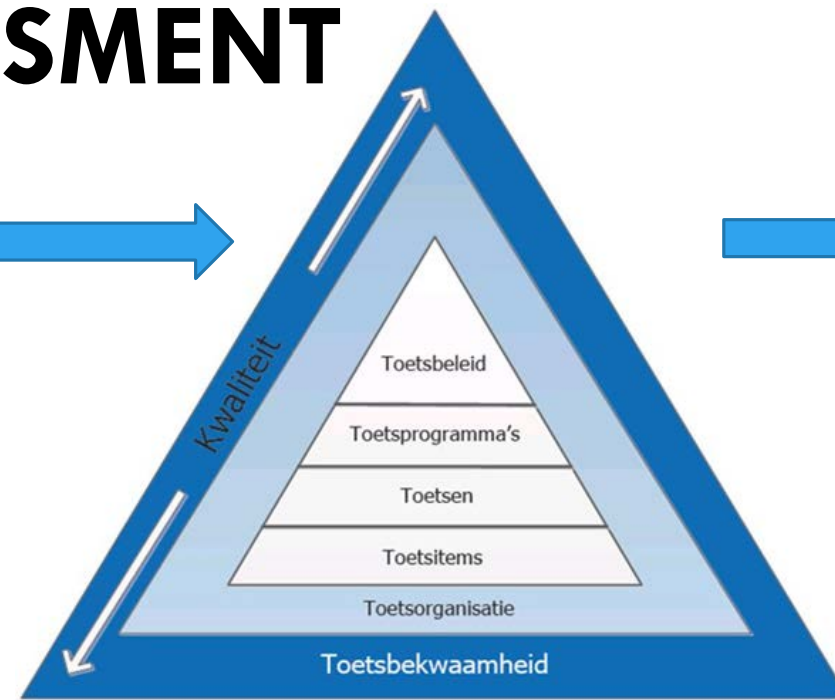 SMENT
Kwaliteit
Toetsbeleid
Toetsprogramma's
Toetsen
Toetsitems
Toetsorganisatie
Toetsbekwaamheid